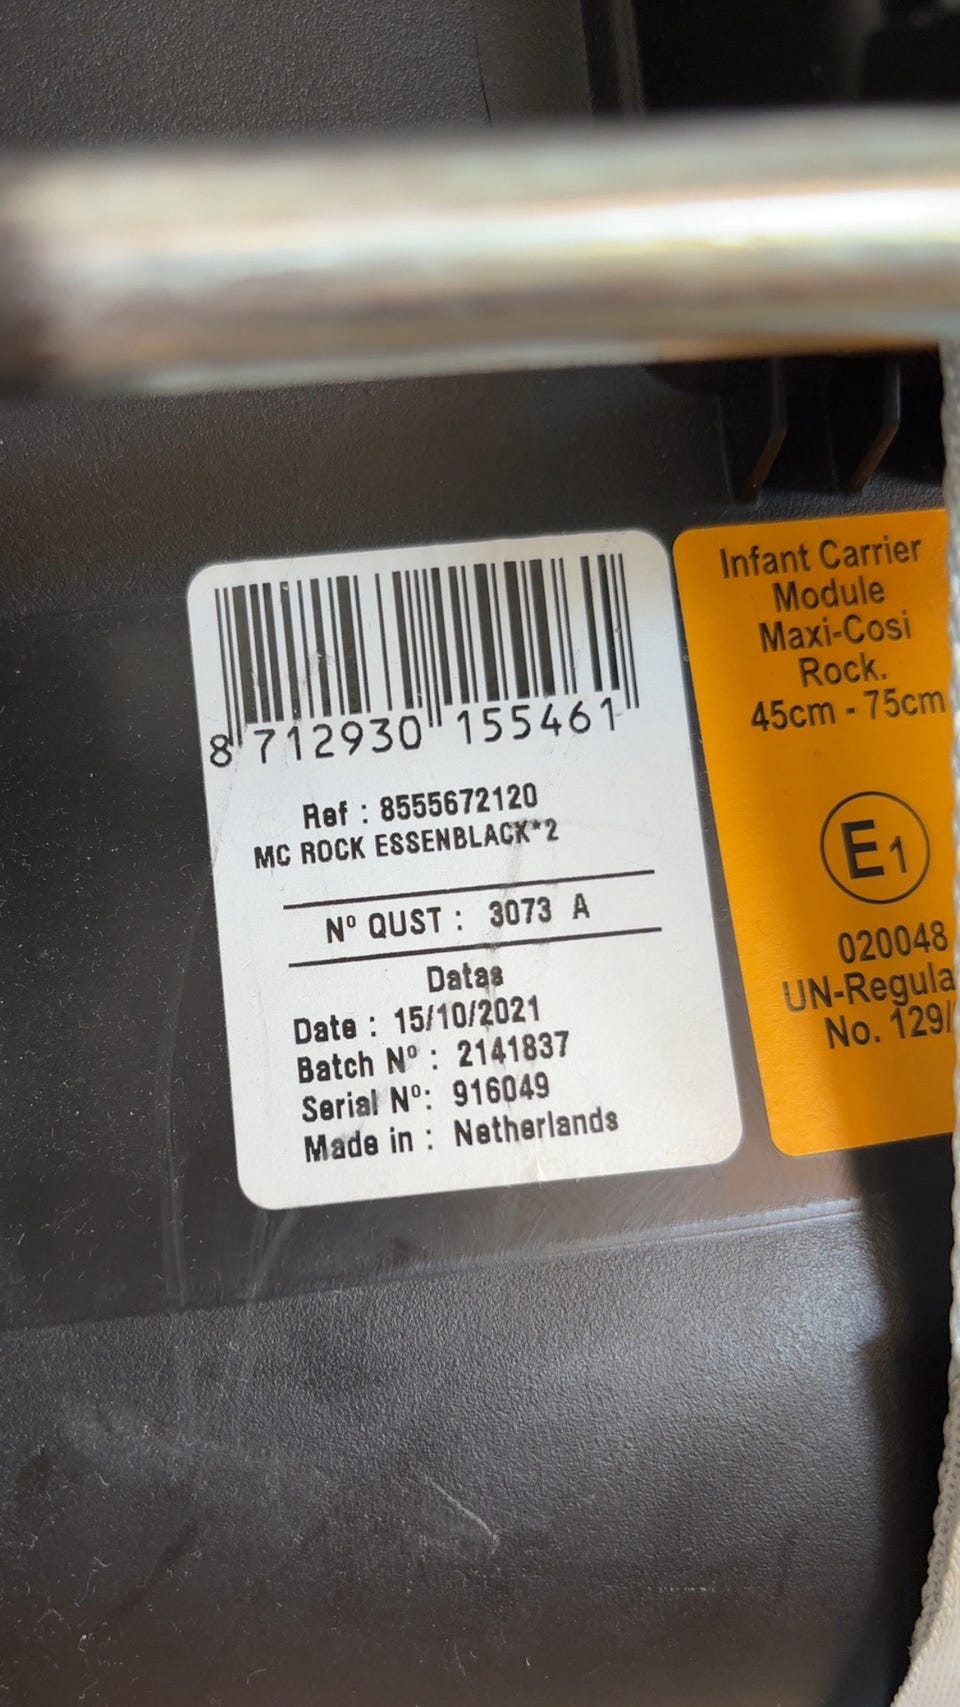 8 712930 155461
Ref : 8555672120
MC ROCK ESSENBLACK*2
Nº QUST : 3073 A
Datas
Date : 15/10/2021
Batch Nº : 2141837
Serial Nº: 916049
Made in : Netherlands
Infant Carrier
Module
Maxi-Cosi
Rock.
45cm - 75cm
E1
020048
UN-Regula
No. 129/